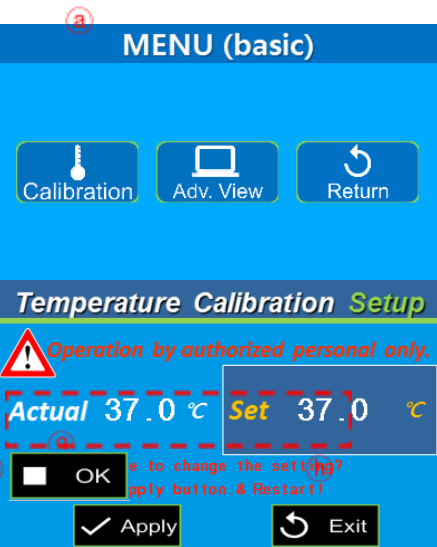 a
MENU (basic)
Calibration Adv. View Return
Temperature Calibration Setup
Operation by authorized personal only.
Actual 37.0 ℃ Set 37.0 ℃
e to change the setting?
OK
pply button & Restart!
Apply Exit